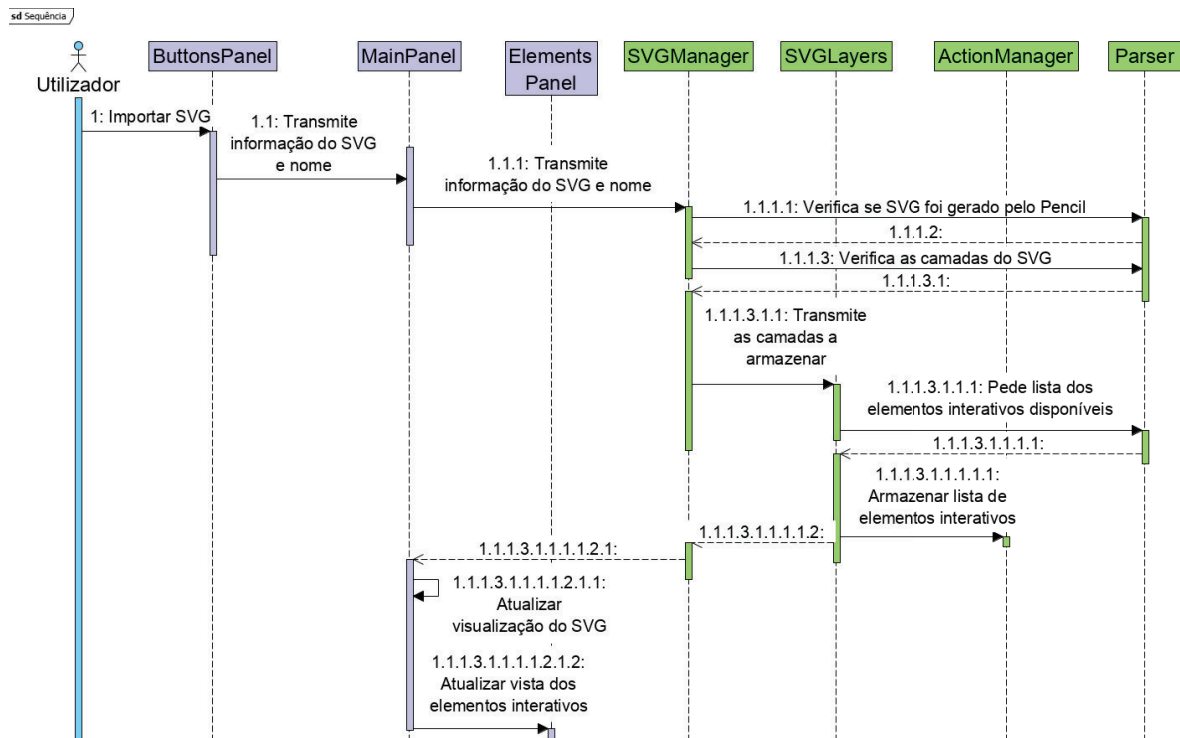 sd Sequência
Utilizador
ButtonsPanel
MainPanel
Elements
Panel
SVGManager
SVGLayers
ActionManager
Parser
1: Importar SVG
1.1: Transmite
informação do SVG
e nome
1.1.1: Transmite
informação do SVG e nome
1.1.1.1: Verifica se SVG foi gerado pelo Pencil
1.1.1.2:
1.1.1.3: Verifica as camadas do SVG
1.1.1.3.1:
1.1.1.3.1.1: Transmite
as camadas a
armazenar
1.1.1.3.1.1.1: Pede lista dos
elementos interativos disponíveis
1.1.1.3.1.1.1.1:
1.1.1.3.1.1.1.1.1:
Armazenar lista de
elementos interativos
1.1.1.3.1.1.1.1.2:
1.1.1.3.1.1.1.1.2.1:
1.1.1.3.1.1.1.1.2.1.1:
Atualizar
visualização do SVG
1.1.1.3.1.1.1.1.2.1.2:
Atualizar vista dos
elementos interativos